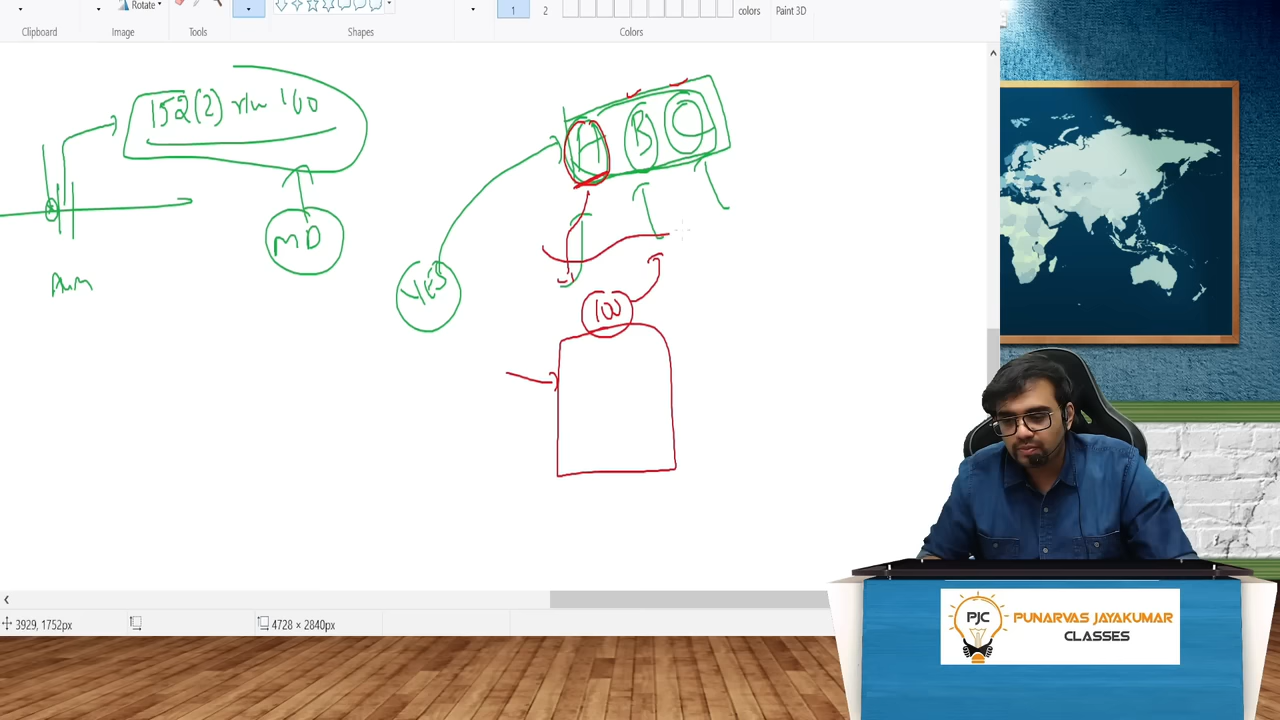 Rotate
1
2
colors
Paint 3D
Clipboard
Image
Tools
Shapes
Colors
152(2) r/w 100
A B C
MD
YES
100
3929, 1752px
4728 × 2840px
PJC
PUNARVAS JAYAKUMAR
CLASSES